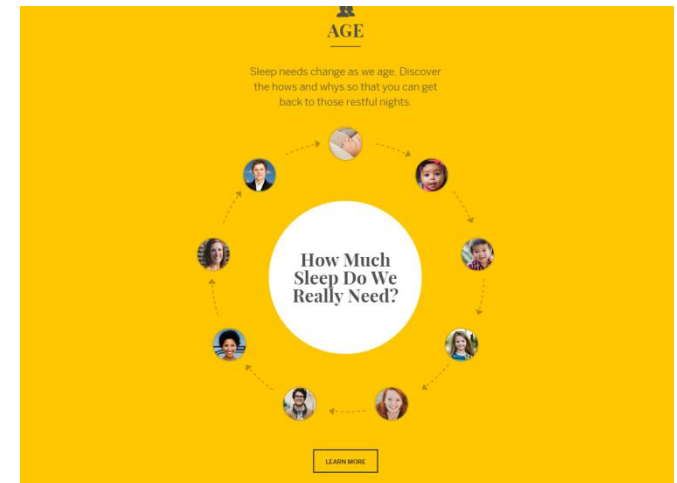 AGE
Sleep needs change as we age. Discover
the hows and whys so that you can get
back to those restful nights.
How Much
Sleep Do We
Really Need?
LEARN MORE